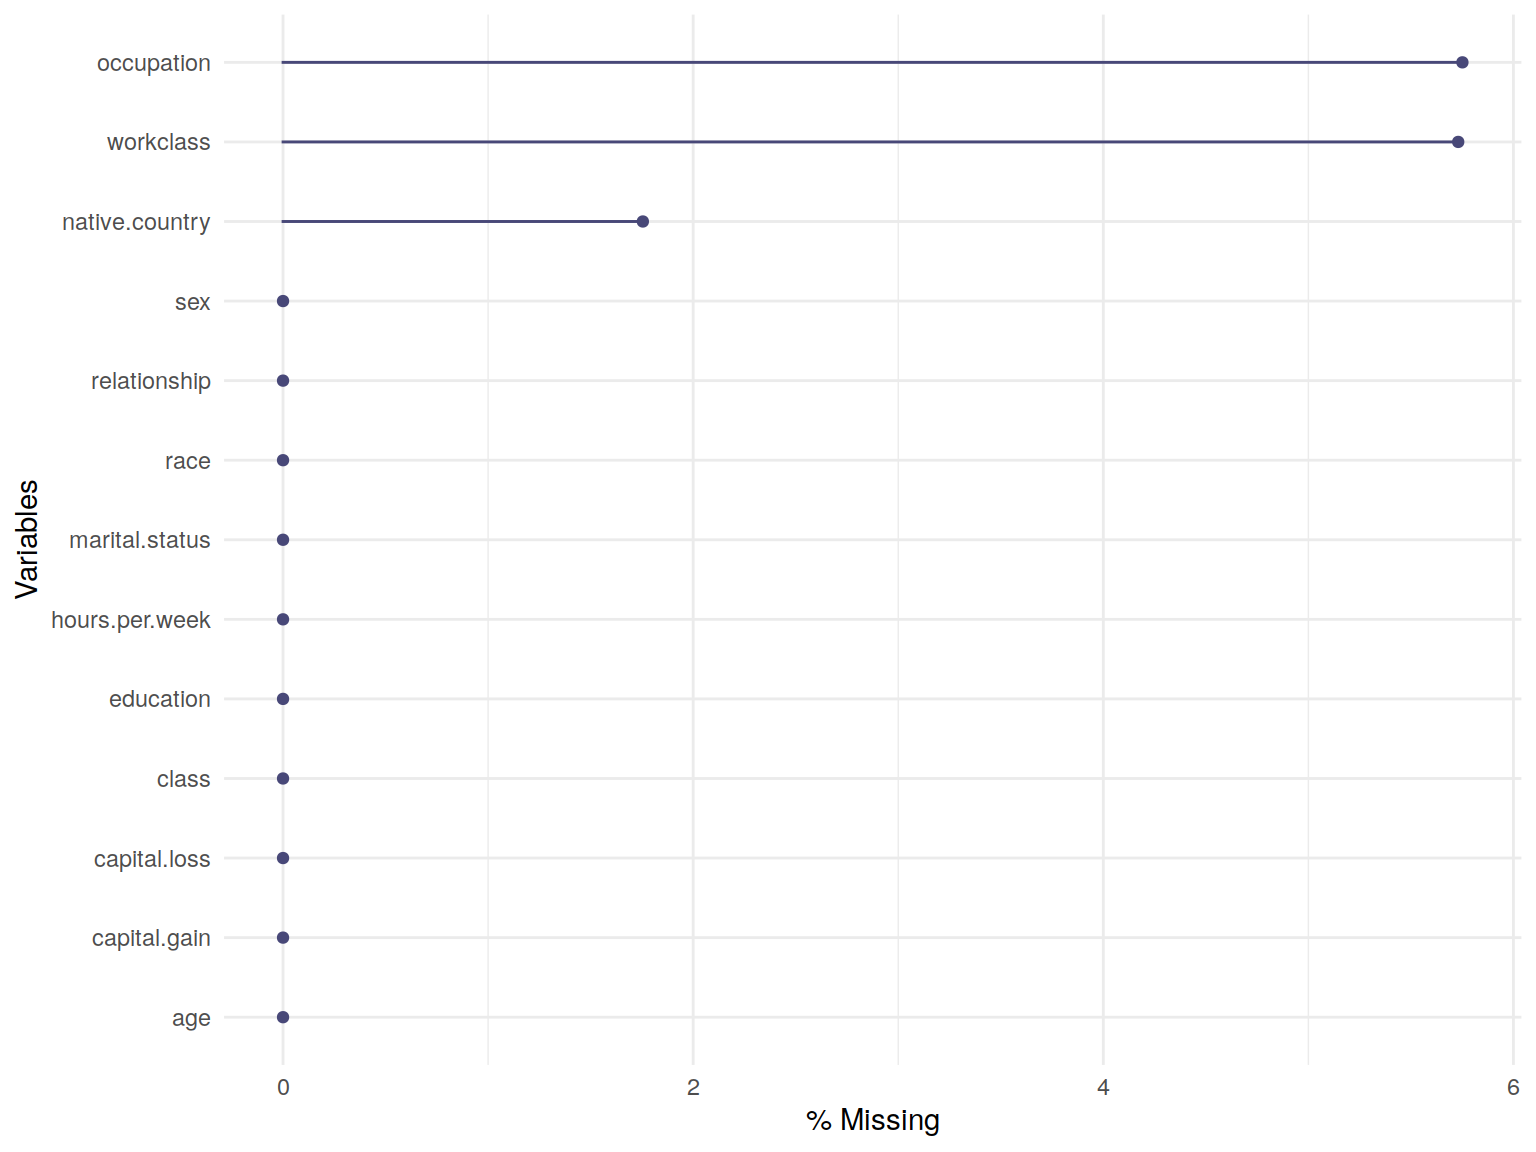 occupation
workclass
native.country
sex
relationship
race
marital.status
hours.per.week
education
class
capital.loss
capital.gain
age
Variables
0 2 4 6
% Missing